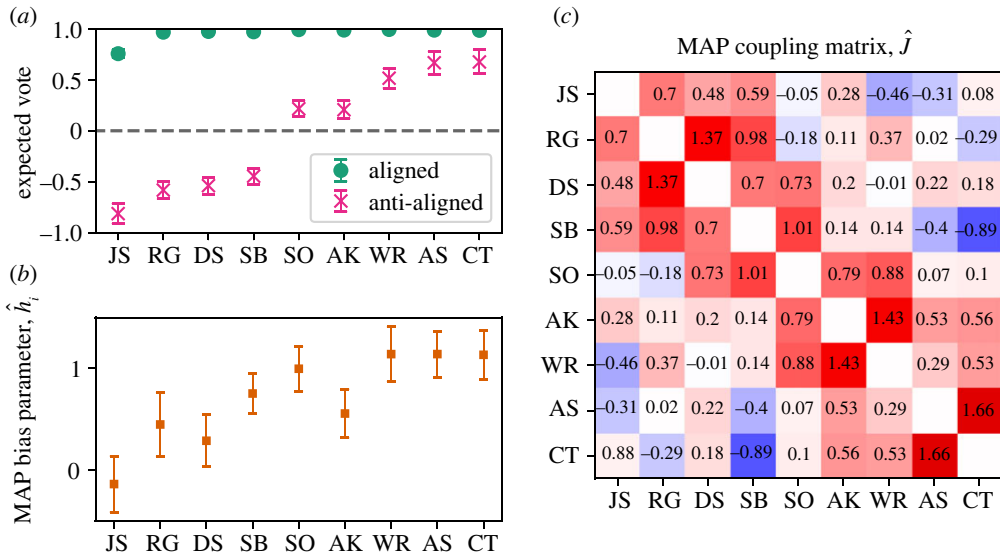 (a)
1.0
0.5
0
–0.5
–1.0
expected vote
aligned
anti-aligned
JS RG DS SB SO AK WR AS CT
(b)
MAP bias parameter, ĥi
1
0
JS RG DS SB SO AK WR AS CT
(c)
MAP coupling matrix, Ĵ
JS 0.7 0.48 0.59 –0.05 0.28 –0.46 –0.31 0.08
RG 0.7 1.37 0.98 –0.18 0.11 0.37 0.02 –0.29
DS 0.48 1.37 0.7 0.73 0.2 –0.01 0.22 0.18
SB 0.59 0.98 0.7 1.01 0.14 0.14 –0.4 –0.89
SO –0.05 –0.18 0.73 1.01 0.79 0.88 0.07 0.1
AK 0.28 0.11 0.2 0.14 0.79 1.43 0.53 0.56
WR –0.46 0.37 –0.01 0.14 0.88 1.43 0.29 0.53
AS –0.31 0.02 0.22 –0.4 0.07 0.53 0.29 1.66
CT 0.88 –0.29 0.18 –0.89 0.1 0.56 0.53 1.66
JS RG DS SB SO AK WR AS CT